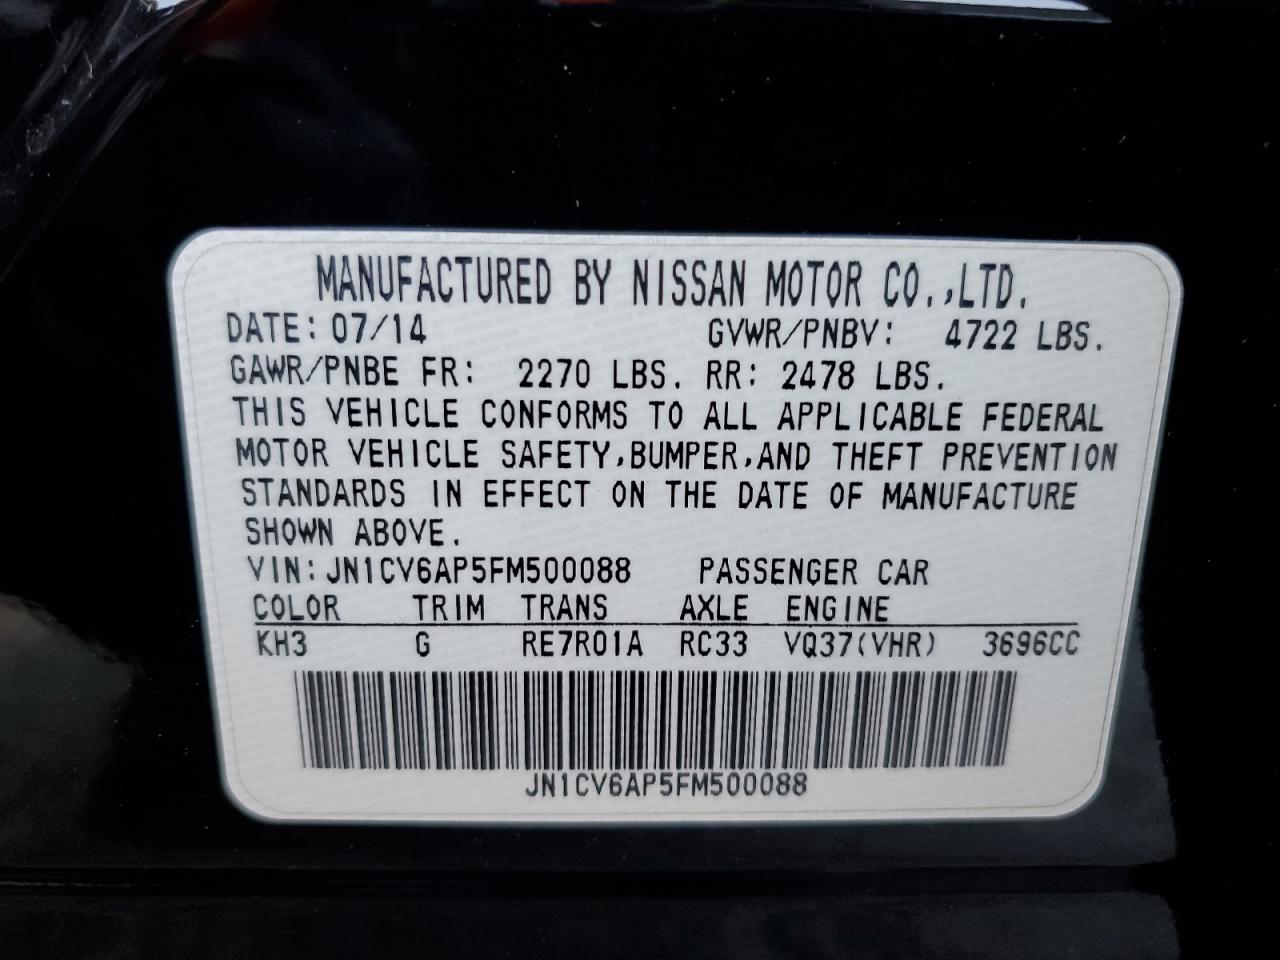 MANUFACTURED BY NISSAN MOTOR CO.,LTD.
DATE: 07/14 GVWR/PNBV: 4722 LBS.
GAWR/PNBE FR: 2270 LBS. RR: 2478 LBS.
THIS VEHICLE CONFORMS TO ALL APPLICABLE FEDERAL
MOTOR VEHICLE SAFETY,BUMPER,AND THEFT PREVENTION
STANDARDS IN EFFECT ON THE DATE OF MANUFACTURE
SHOWN ABOVE.
VIN:JN1CV6AP5FM500088 PASSENGER CAR
COLOR TRIM TRANS AXLE ENGINE
KH3 G RE7R01A RC33 VQ37(VHR) 3696CC
JN1CV6AP5FM500088